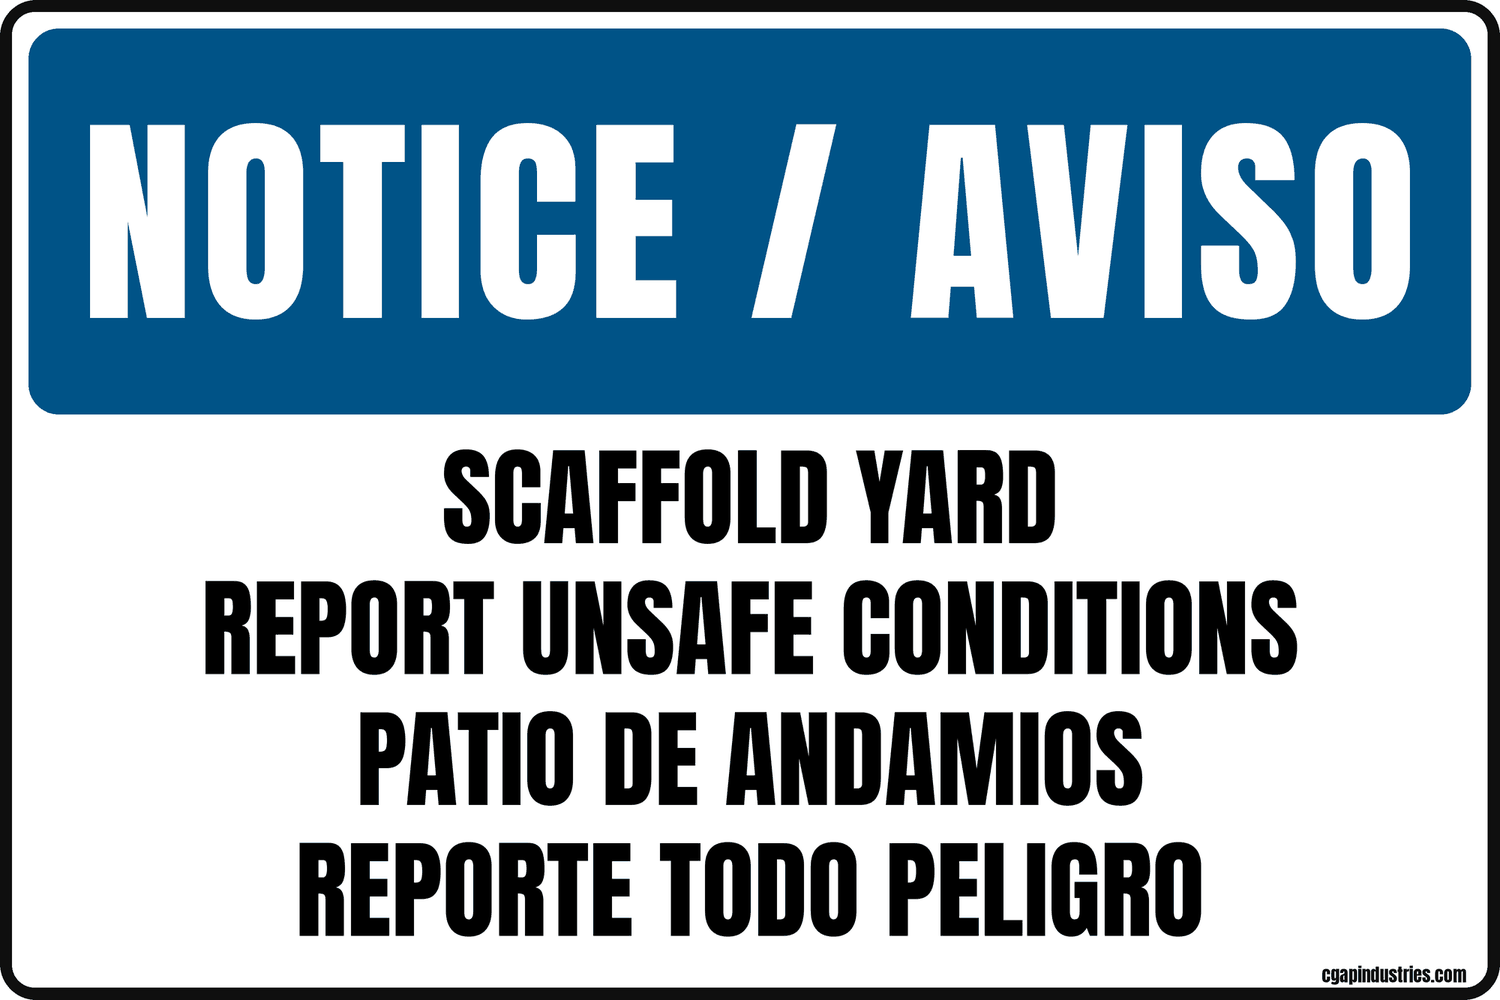 NOTICE / AVISO
SCAFFOLD YARD
REPORT UNSAFE CONDITIONS
PATIO DE ANDAMIOS
REPORTE TODO PELIGRO
cgapindustries.com